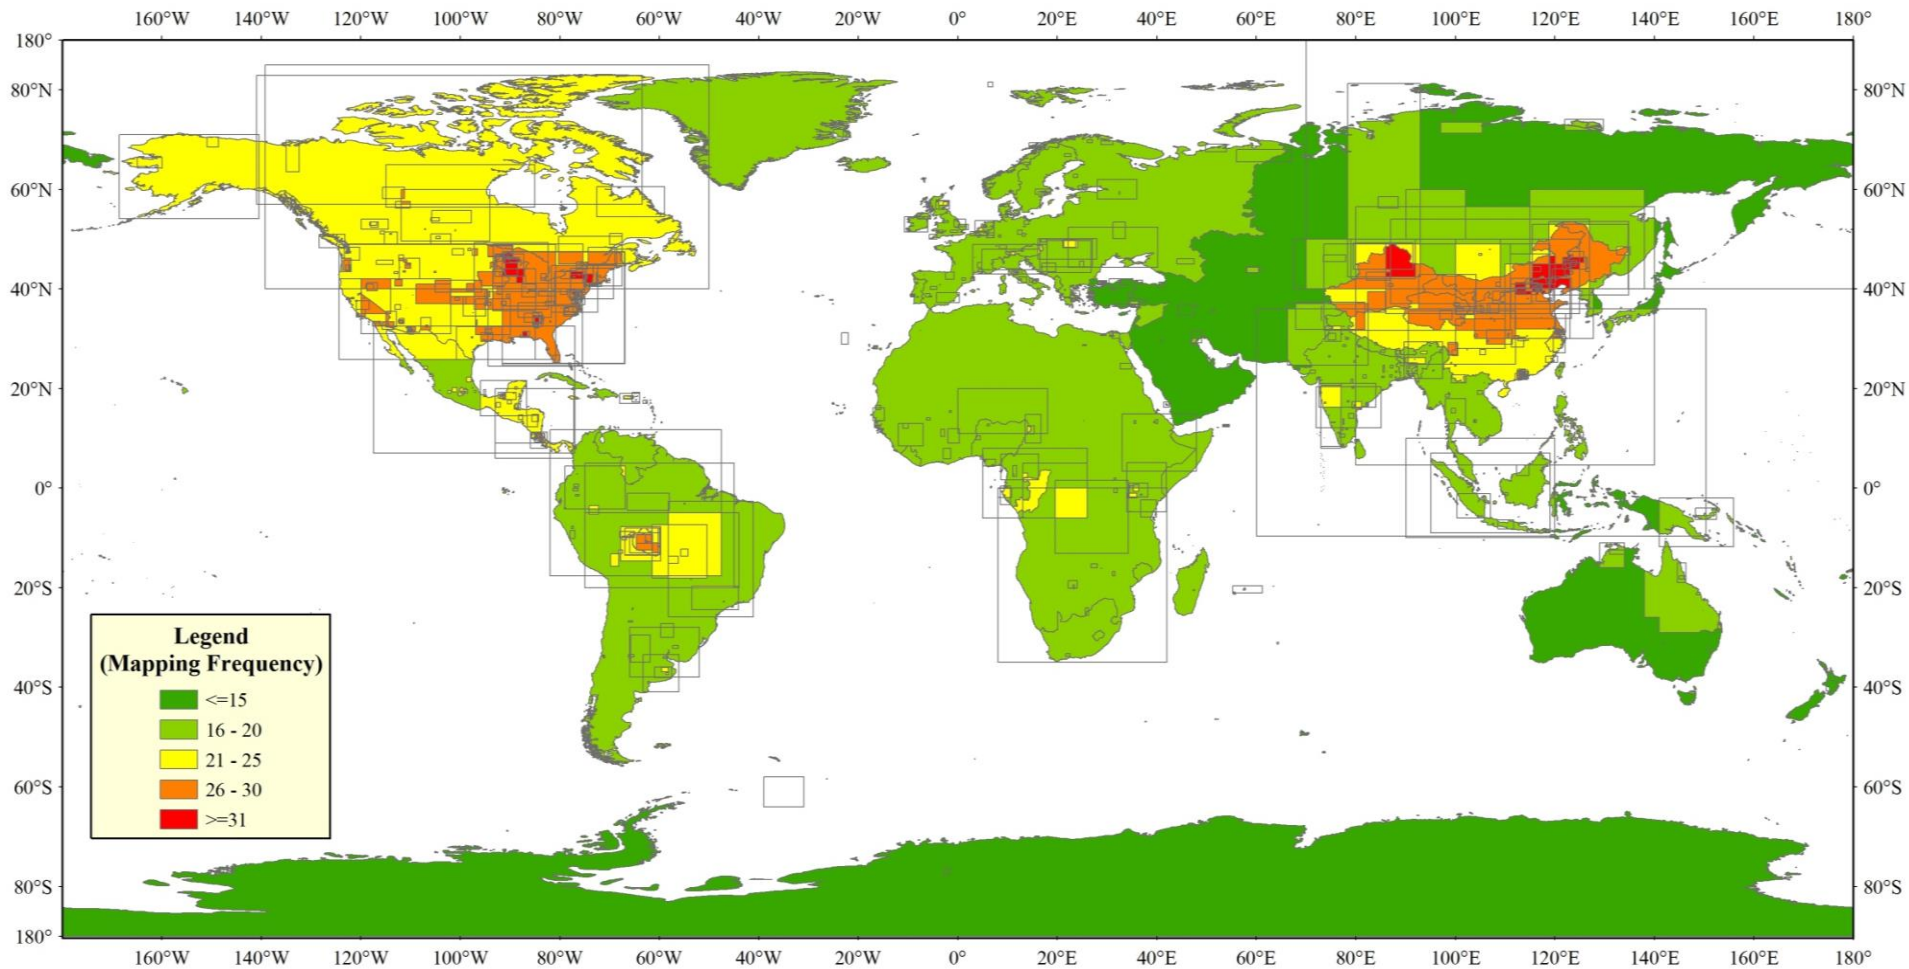 160°W 140°W 120°W 100°W 80°W 60°W 40°W 20°W 0° 20°E 40°E 60°E 80°E 100°E 120°E 140°E 160°E 180°
180°
80°N 80°N
60°N 60°N
40°N 40°N
20°N 20°N
0° 0°
20°S 20°S
Legend
(Mapping Frequency)
40°S 40°S
<=15
16 - 20
21 - 25
60°S 60°S
26 - 30
>=31
80°S 80°S
180° 180°
160°W 140°W 120°W 100°W 80°W 60°W 40°W 20°W 0° 20°E 40°E 60°E 80°E 100°E 120°E 140°E 160°E 180°